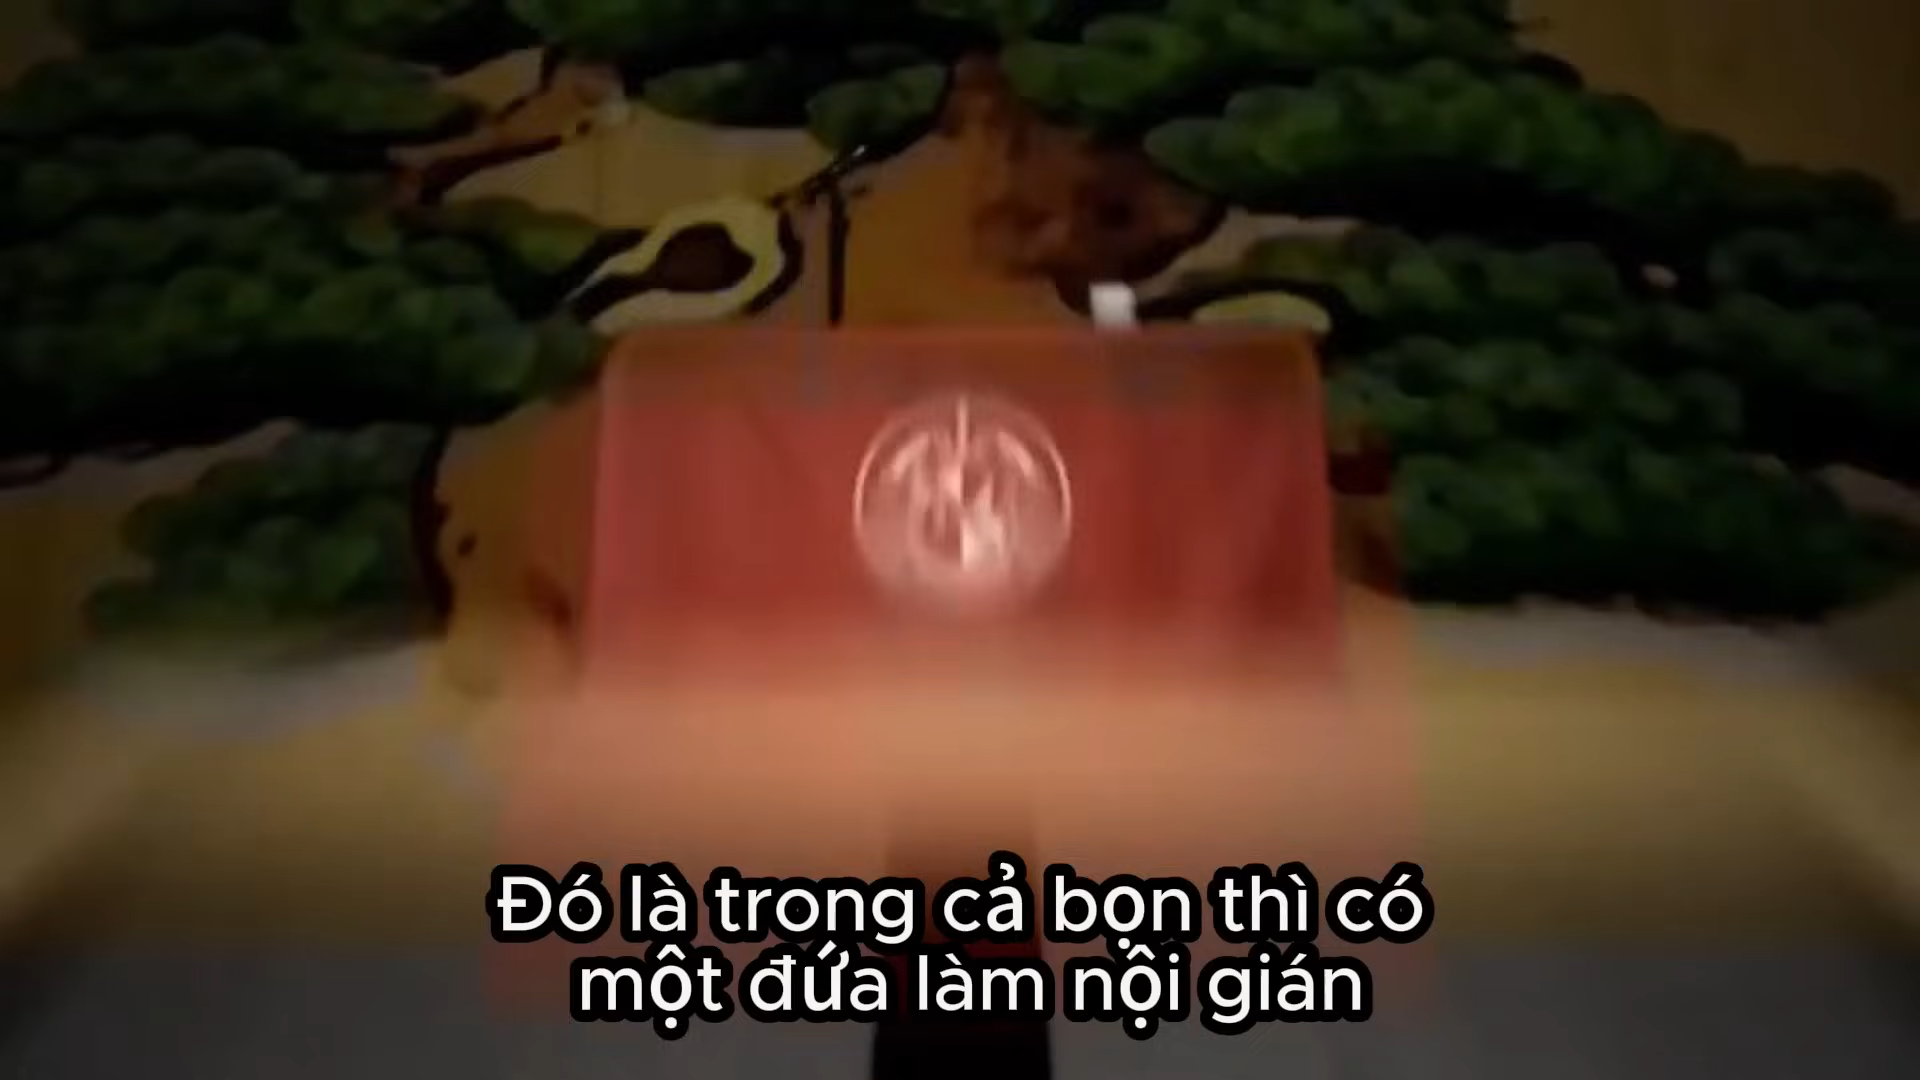 Đó là trong cả bọn thì có
một đứa làm nội gián